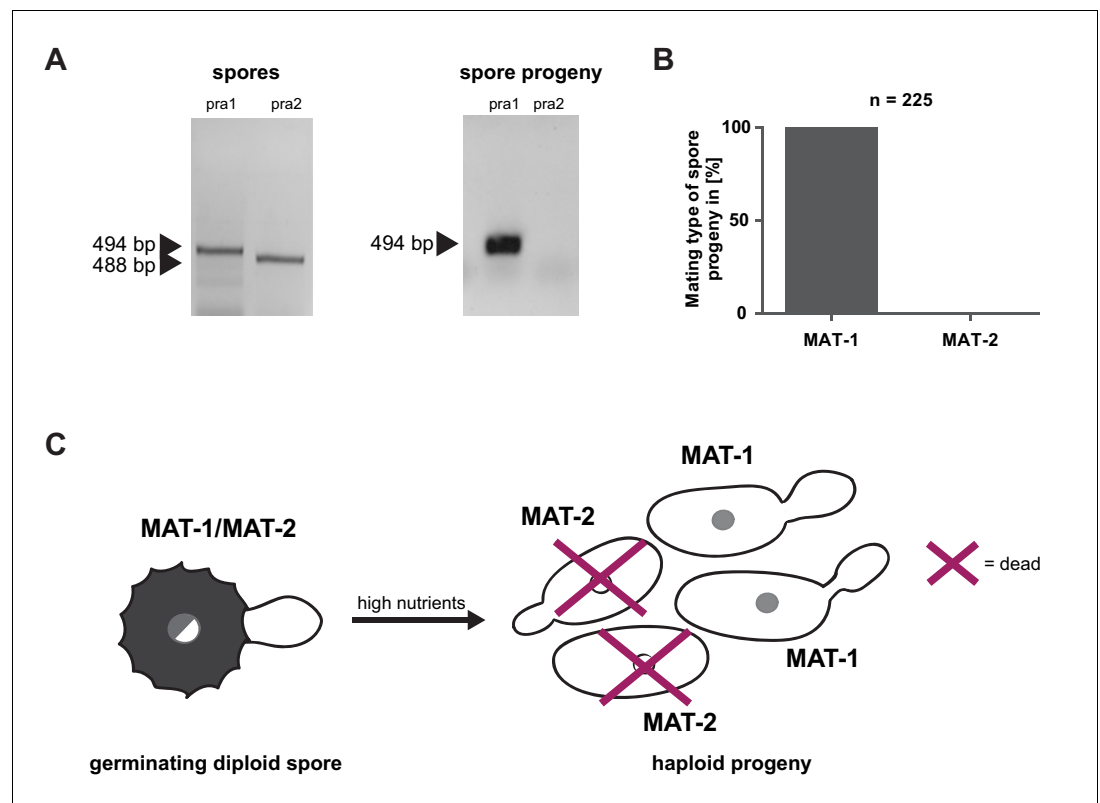 A
spores
pra1 pra2
494 bp
488 bp
spore progeny
pra1 pra2
494 bp
B
n = 225
Mating type of spore
progeny in [%]
100
50
0
MAT-1 MAT-2
C
MAT-1/MAT-2
germinating diploid spore
high nutrients
MAT-1
MAT-2
MAT-1
MAT-2
haploid progeny
= dead